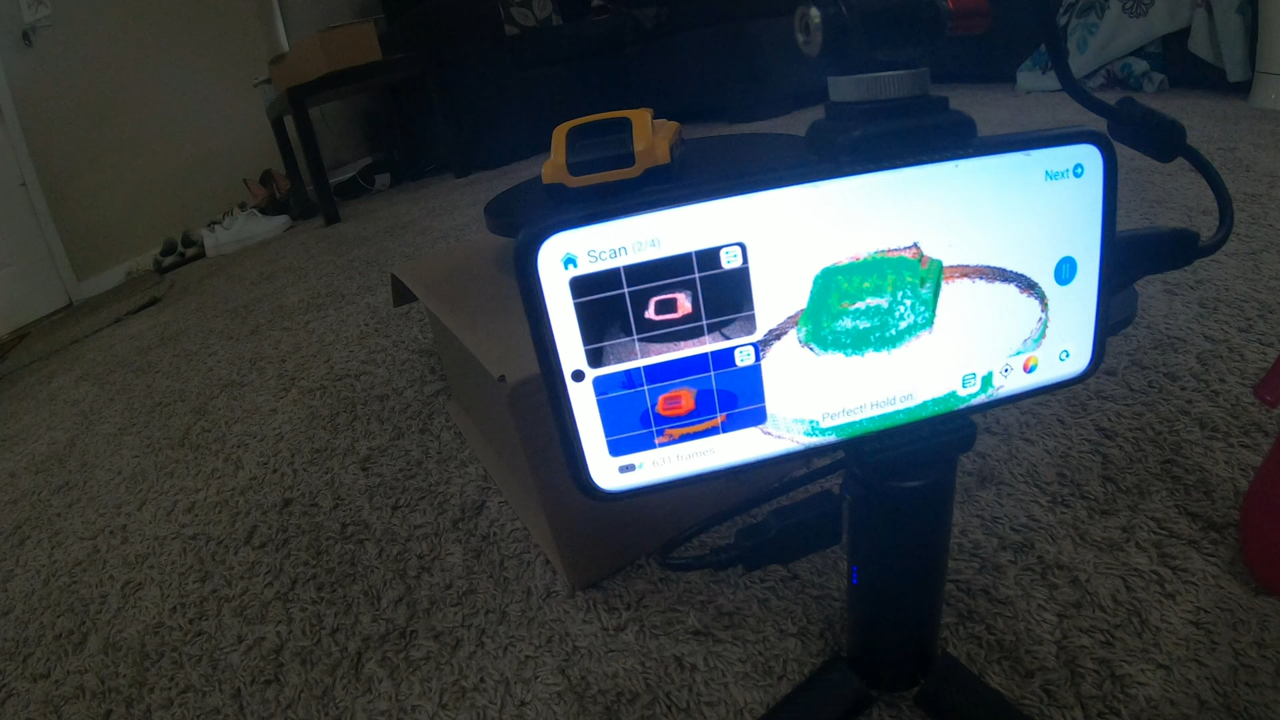 Next
Scan (2/4)
Perfect! Hold on.
631 frames